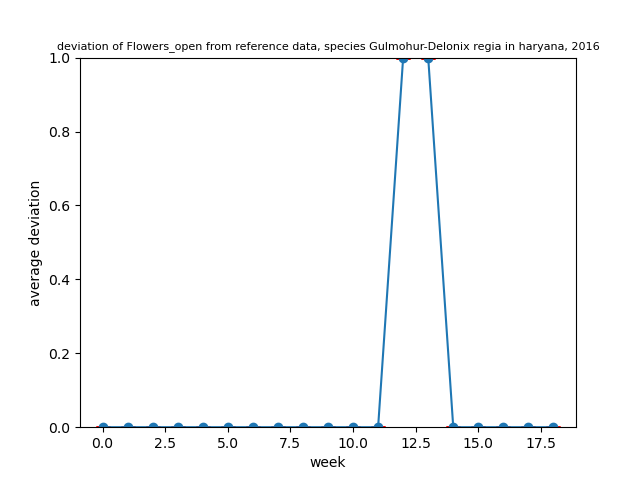 deviation of Flowers_open from reference data, species Gulmohur-Delonix regia in haryana, 2016
1.0
0.8
0.6
0.4
0.2
0.0
average deviation
0.0 2.5 5.0 7.5 10.0 12.5 15.0 17.5
week